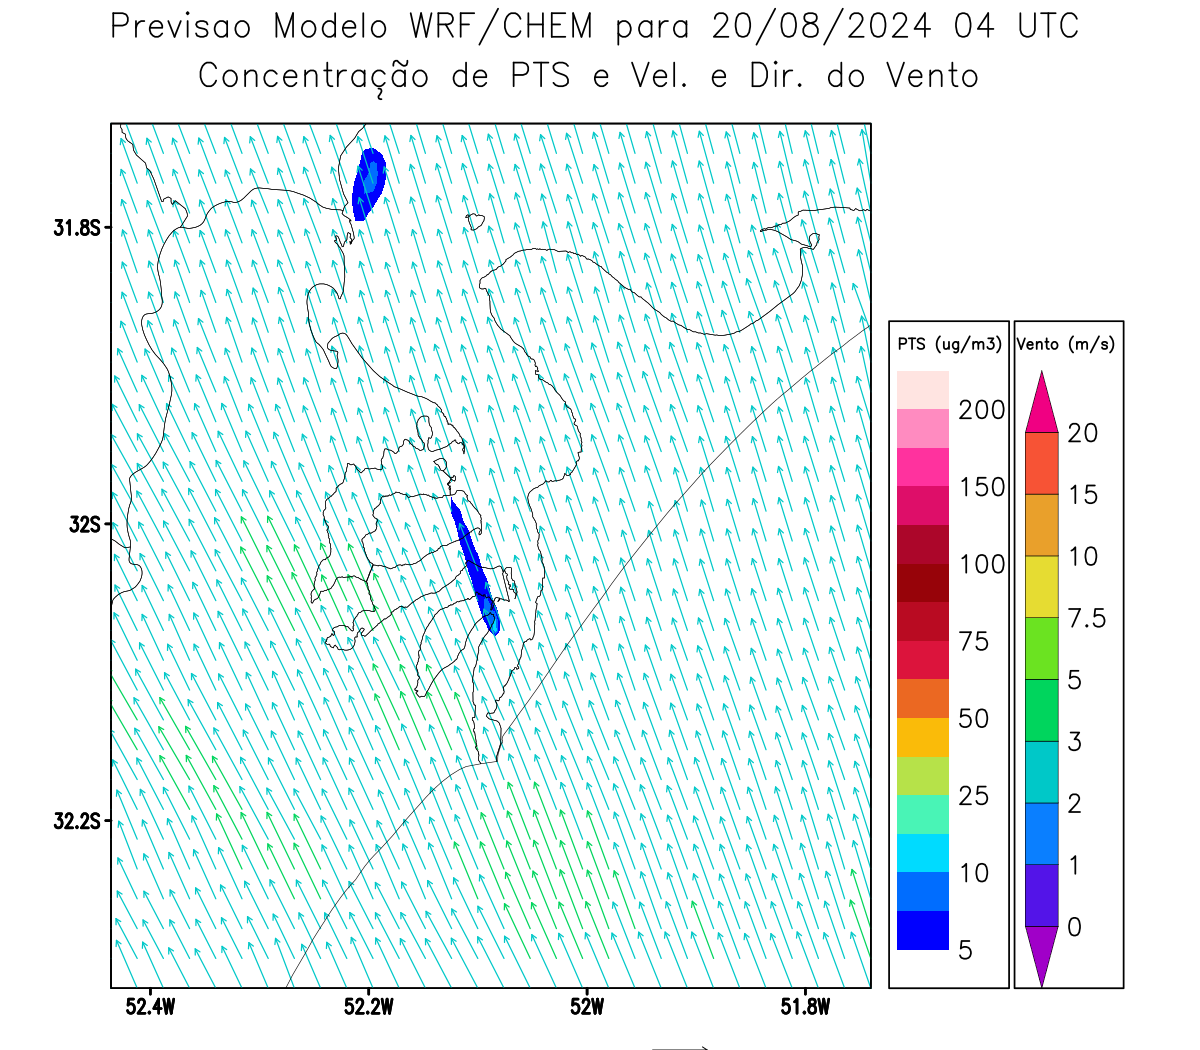 Previsao Modelo WRF/CHEM para 20/08/2024 04 UTC
Concentração de PTS e Vel. e Dir. do Vento
31.8S
32S
32.2S
52.4W 52.2W 52W 51.8W
PTS (ug/m3)
200
150
100
75
50
25
10
5
Vento (m/s)
20
15
10
7.5
5
3
2
1
0